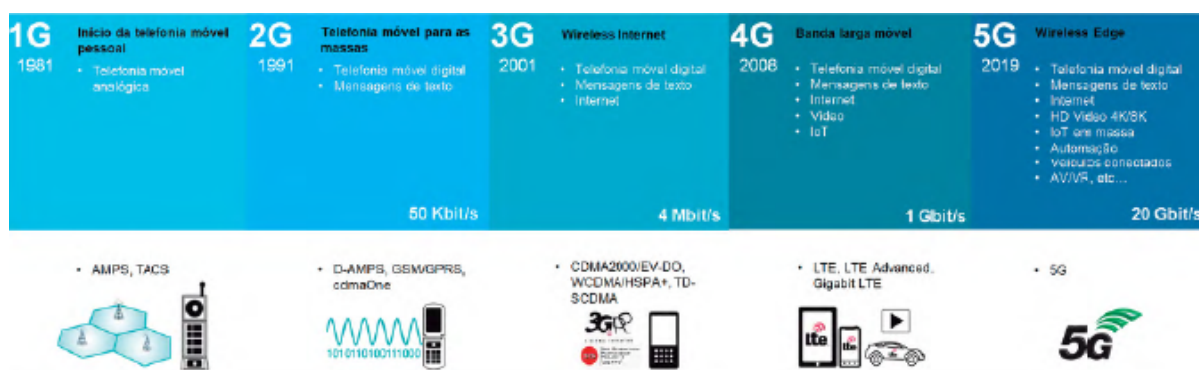 1G
1981
Início da telefonia móvel
pessoal
• Telefonia móvel
analógica
2G
1991
Telefonia móvel para as
massas
• Telefonia móvel digital
• Mensagens de texto
50 Kbit/s
3G
2001
Wireless Internet
• Telefonia móvel digital
• Mensagens de texto
• Internet
4 Mbit/s
4G
2008
Banda larga móvel
• Telefonia móvel digital
• Mensagens de texto
• Internet
• Video
• IoT
1 Gbit/s
5G
2019
Wireless Edge
• Telefonia móvel digital
• Mensagens de texto
• Internet
• HD Video 4K/8K
• IoT em massa
• Automação
• Veículos conectados
• AV/VR, etc...
20 Gbit/s
• AMPS, TACS
• D-AMPS, GSM/GPRS,
cdmaOne
1010110100111000
• CDMA2000/EV-DO,
WCDMA/HSPA+, TD-
SCDMA
3GPP
• LTE, LTE Advanced,
Gigabit LTE
lte
lte
• 5G
5G